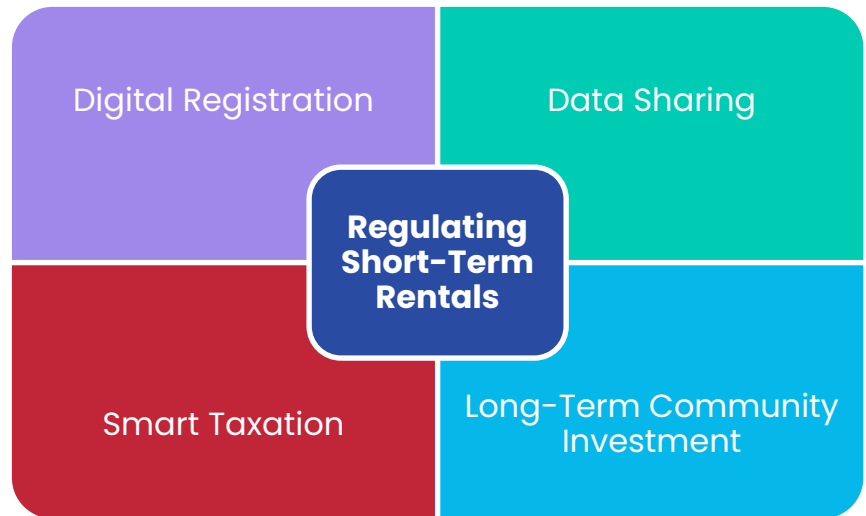 Digital Registration
Data Sharing
Regulating
Short-Term
Rentals
Smart Taxation
Long-Term Community
Investment